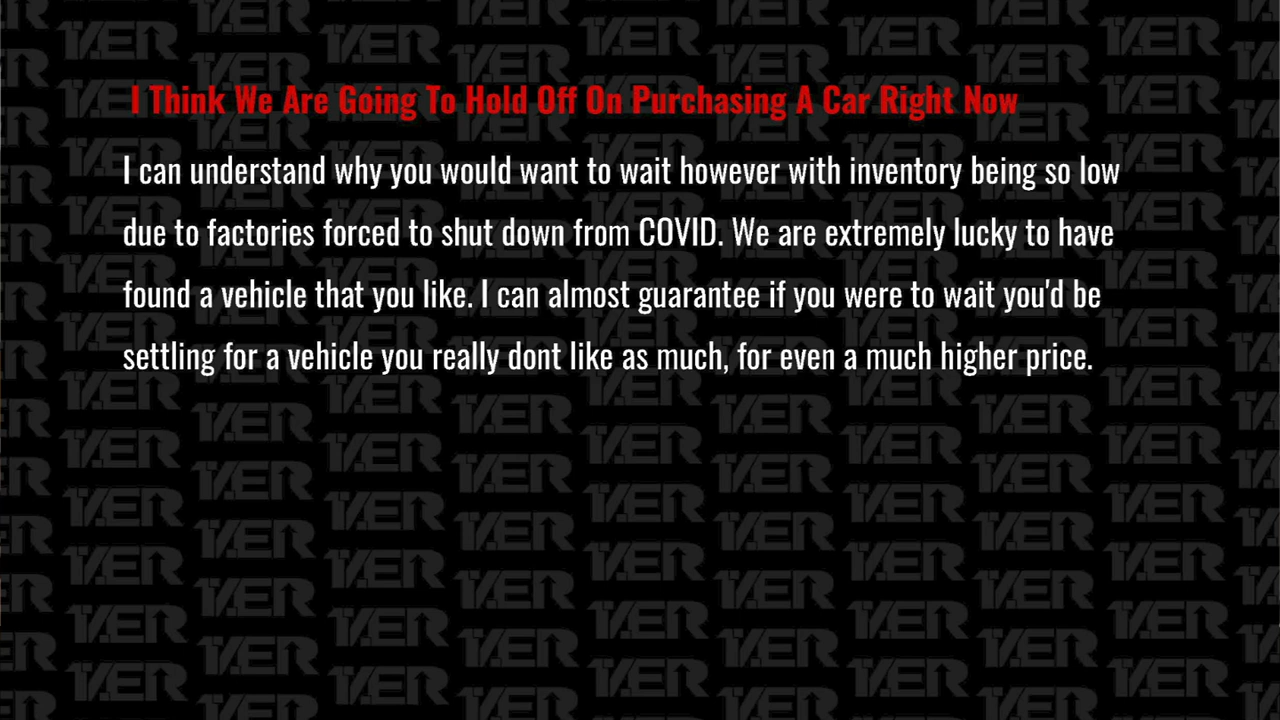 I Think We Are Going To Hold Off On Purchasing A Car Right Now
I can understand why you would want to wait however with inventory being so low
due to factories forced to shut down from COVID. We are extremely lucky to have
found a vehicle that you like. I can almost guarantee if you were to wait you'd be
settling for a vehicle you really dont like as much, for even a much higher price.